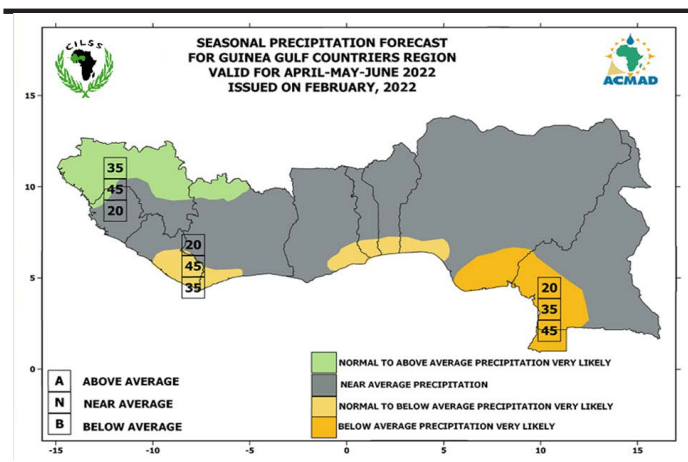 CILSS
SEASONAL PRECIPITATION FORECAST
FOR GUINEA GULF COUNTRIERS REGION
VALID FOR APRIL-MAY-JUNE 2022
ISSUED ON FEBRUARY, 2022
ACMAD
15
10
5
0
35
45
20
20
45
35
20
35
45
A ABOVE AVERAGE
N NEAR AVERAGE
B BELOW AVERAGE
NORMAL TO ABOVE AVERAGE PRECIPITATION VERY LIKELY
NEAR AVERAGE PRECIPITATION
NORMAL TO BELOW AVERAGE PRECIPITATION VERY LIKELY
BELOW AVERAGE PRECIPITATION VERY LIKELY
-15 -10 -5 0 5 10 15